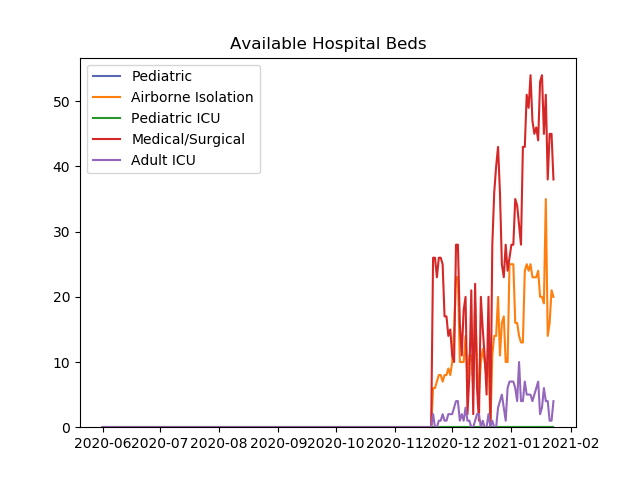 Available Hospital Beds
Pediatric
Airborne Isolation
Pediatric ICU
Medical/Surgical
Adult ICU
50
40
30
20
10
0
2020-06
2020-07
2020-08
2020-09
2020-10
2020-11
2020-12
2021-01
2021-02